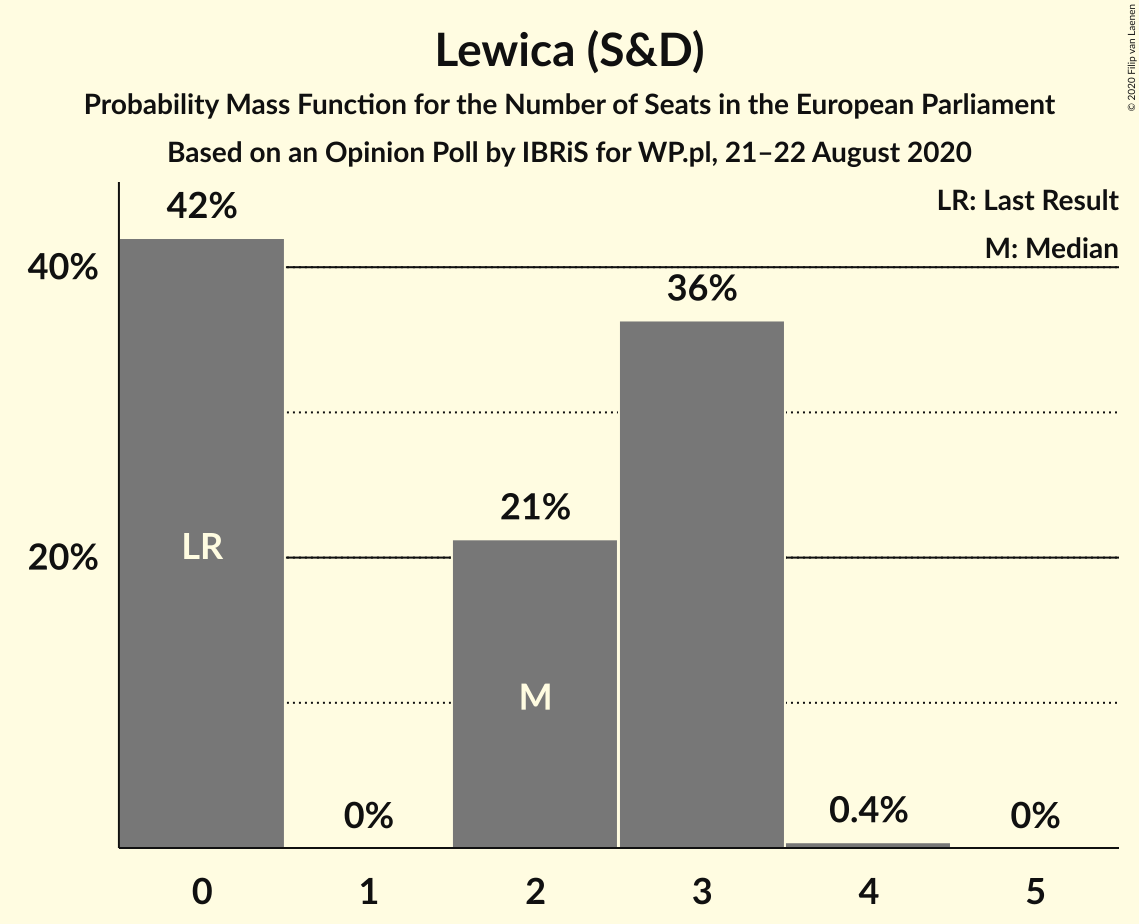 Lewica (S&D)
Probability Mass Function for the Number of Seats in the European Parliament
Based on an Opinion Poll by IBRiS for WP.pl, 21–22 August 2020
© 2020 Filip van Laenen
LR: Last Result
M: Median
42%
40%
36%
21%
20%
LR
M
0%
0.4%
0%
0 1 2 3 4 5